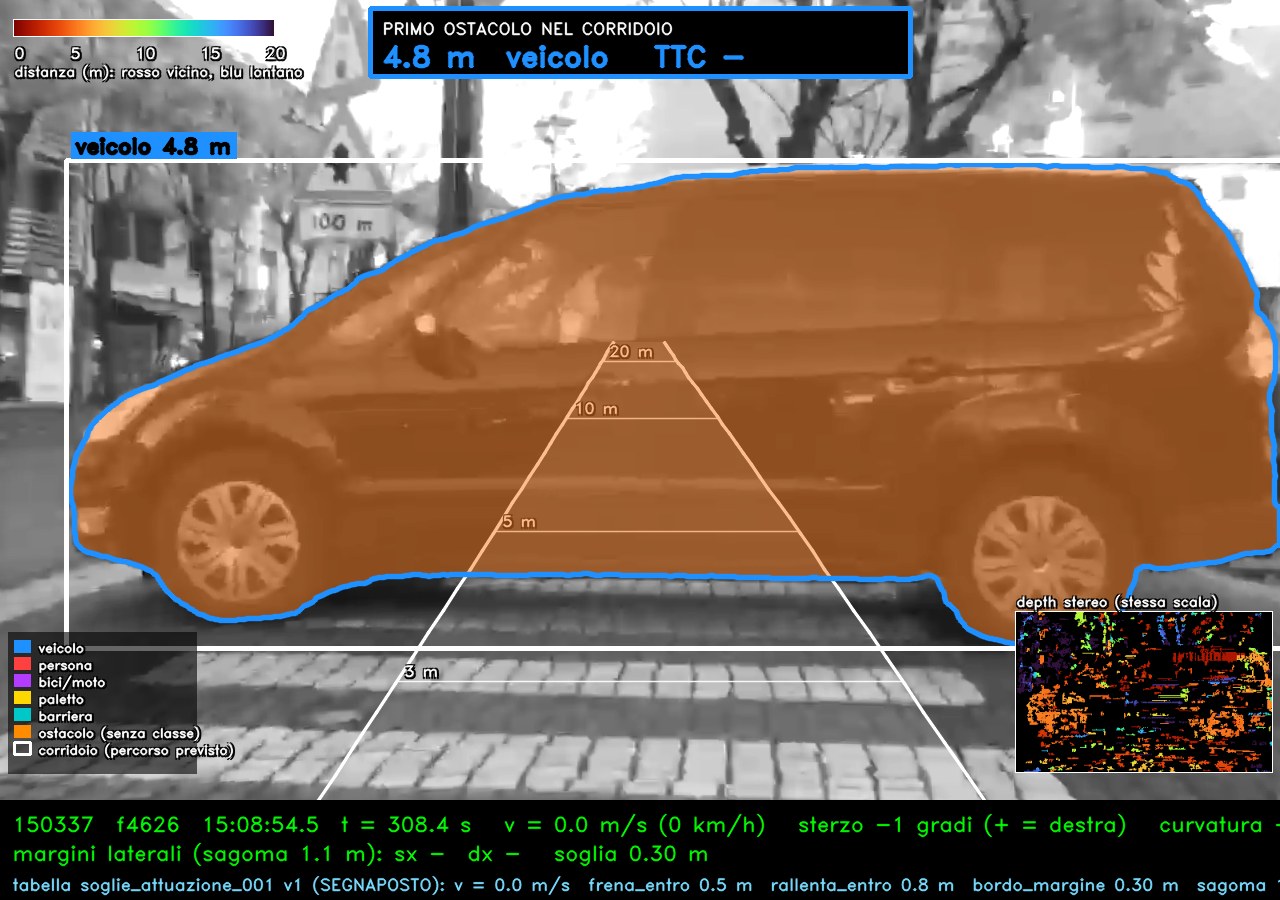 0 5 10 15 20
distanza (m): rosso vicino, blu lontano
PRIMO OSTACOLO NEL CORRIDOIO
4.8 m veicolo TTC −
veicolo 4.8 m
100 m
20 m
10 m
5 m
3 m
depth stereo (stessa scala)
veicolo
persona
bici/moto
paletto
barriera
ostacolo (senza classe)
corridoio (percorso previsto)
150337 f4626 15:08:54.5 t = 308.4 s v = 0.0 m/s (0 km/h) sterzo −1 gradi (+ = destra) curvatura
margini laterali (sagoma 1.1 m): sx − dx − soglia 0.30 m
tabella soglie_attuazione_001 v1 (SEGNAPOSTO): v = 0.0 m/s frena_entro 0.5 m rallenta_entro 0.8 m bordo_margine 0.30 m sagoma